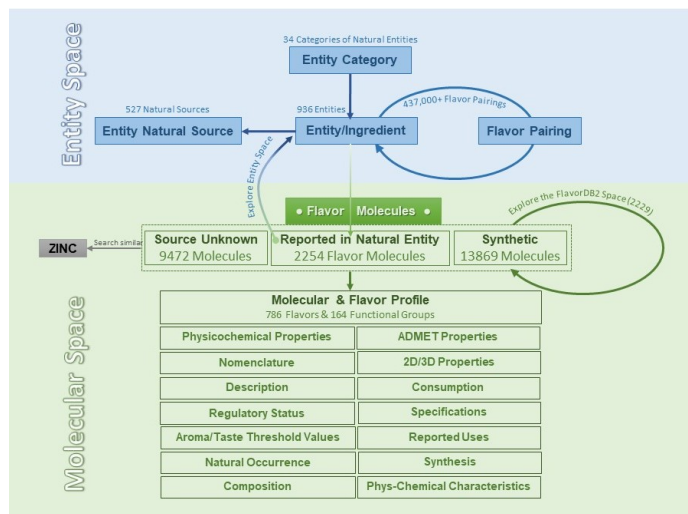 34 Categories of Natural Entities
Entity Category
Entity Space
527 Natural Sources
Entity Natural Source
936 Entities
Entity/Ingredient
437,000+ Flavor Pairings
Flavor Pairing
Explore Entity Space
• Flavor Molecules •
Explore the FlavorDB2 Space (2229)
ZINC
Search similar
Source Unknown
9472 Molecules
Reported in Natural Entity
2254 Flavor Molecules
Synthetic
13869 Molecules
Molecular Space
Molecular & Flavor Profile
786 Flavors & 164 Functional Groups
Physicochemical Properties
ADMET Properties
Nomenclature
2D/3D Properties
Description
Consumption
Regulatory Status
Specifications
Aroma/Taste Threshold Values
Reported Uses
Natural Occurrence
Synthesis
Composition
Phys-Chemical Characteristics